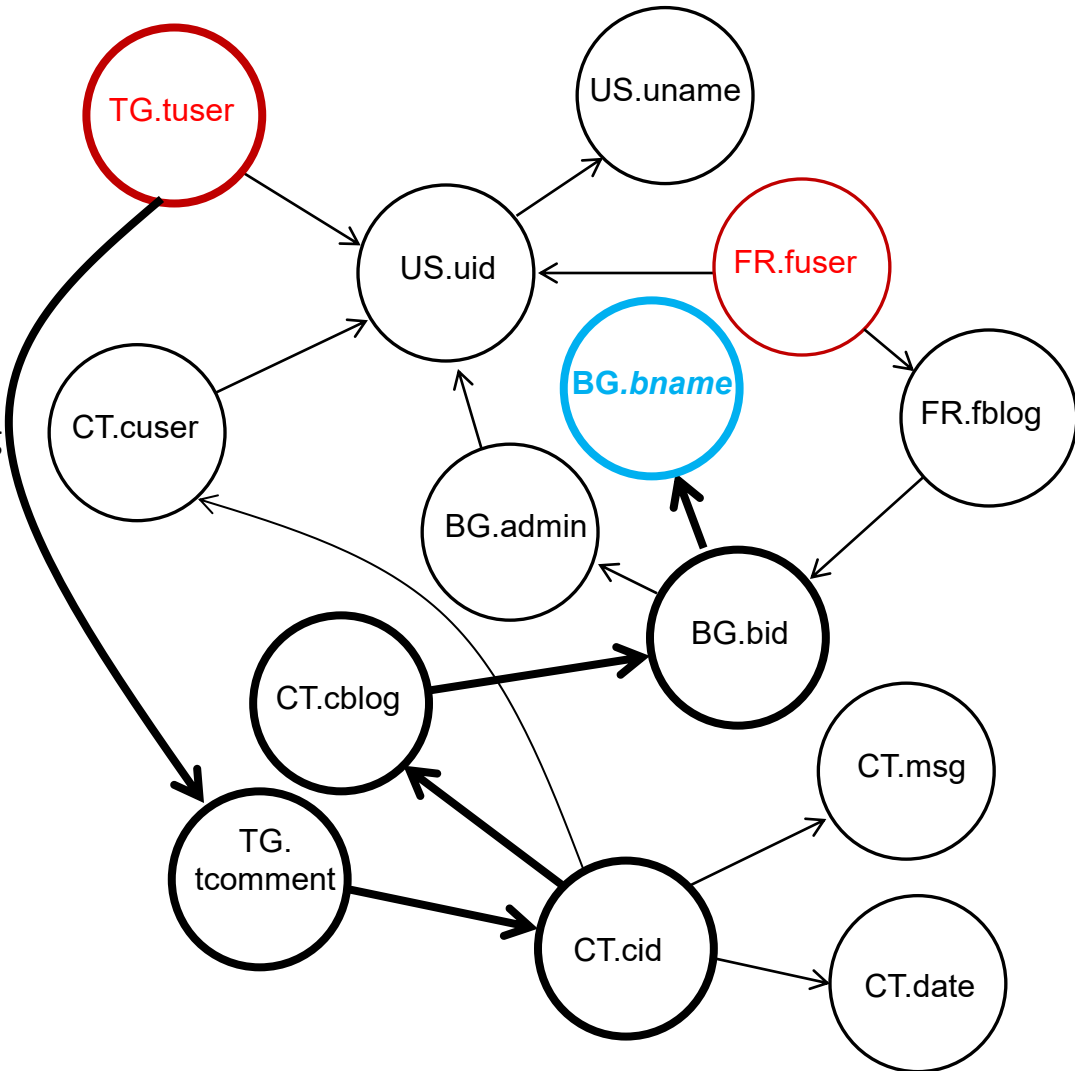 US.uname
TG.tuser
US.uid
FR.fuser
BG.bname
FR.fblog
CT.cuser
BG.admin
BG.bid
CT.cblog
CT.msg
TG.
tcomment
CT.cid
CT.date